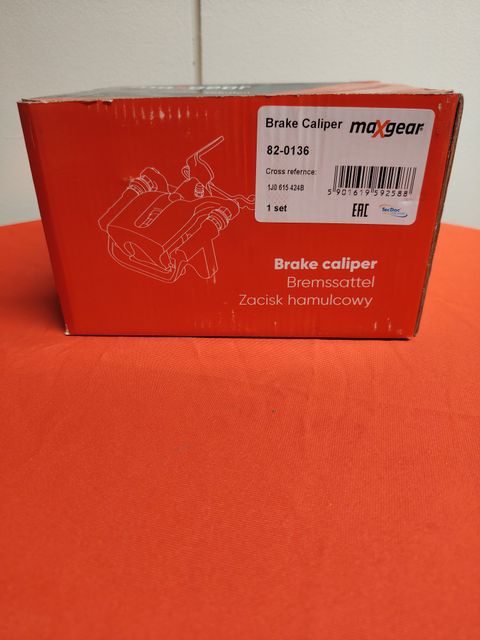 maxgear
Brake Caliper maXgear®
82-0136
Cross refernce:
1J0 615 424B
5 901619 592588
1 set
EAC
TecDoc
Brake caliper
Bremssattel
Zacisk hamulcowy